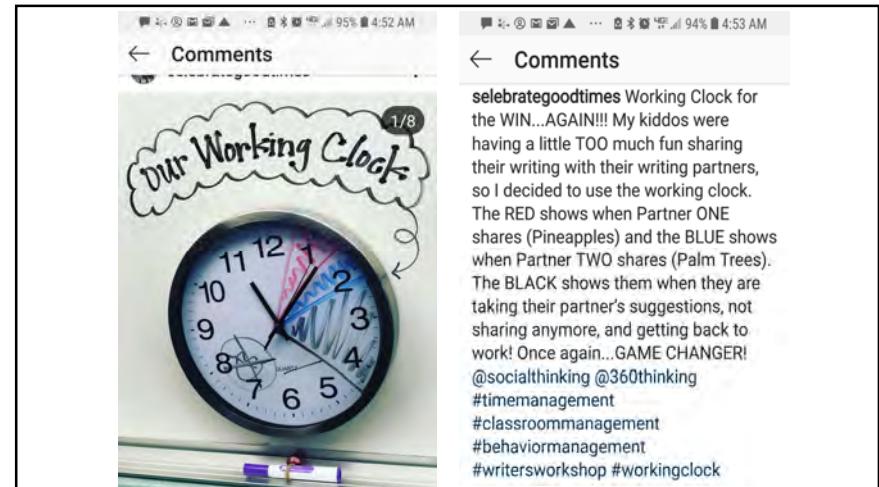 95% 4:52 AM
← Comments
1/8
Our Working Clock
12
11
1
10
2
9
3
8
4
7
5
6
94% 4:53 AM
← Comments
selebrategoodtimes Working Clock for
the WIN...AGAIN!!! My kiddos were
having a little TOO much fun sharing
their writing with their writing partners,
so I decided to use the working clock.
The RED shows when Partner ONE
shares (Pineapples) and the BLUE shows
when Partner TWO shares (Palm Trees).
The BLACK shows them when they are
taking their partner's suggestions, not
sharing anymore, and getting back to
work! Once again...GAME CHANGER!
@socialthinking @360thinking
#timemanagement
#classroommanagement
#behaviormanagement
#writersworkshop #workingclock